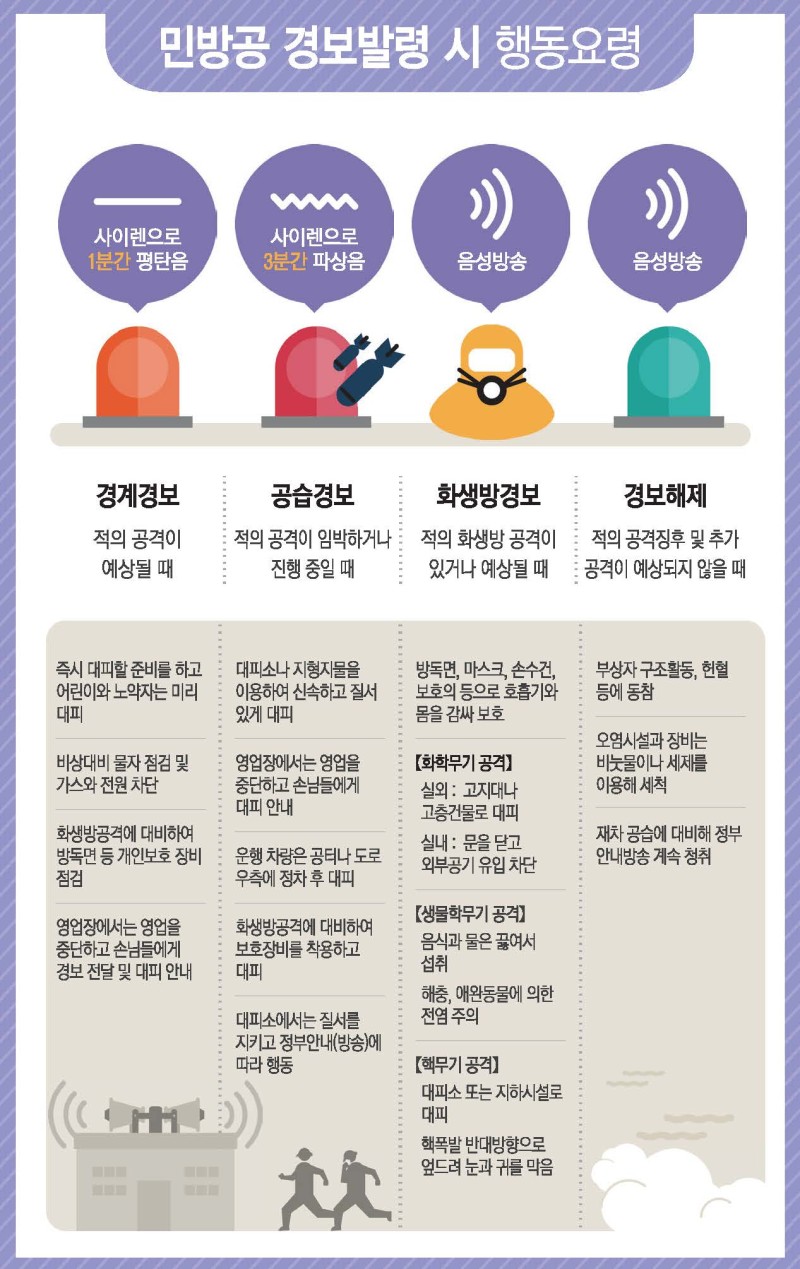 민방공 경보발령 시 행동요령
사이렌으로
1분간 평탄음
사이렌으로
3분간 파상음
음성방송
음성방송
경계경보
적의 공격이
예상될 때
공습경보
적의 공격이 임박하거나
진행 중일 때
화생방경보
적의 화생방 공격이
있거나 예상될 때
경보해제
적의 공격징후 및 추가
공격이 예상되지 않을 때
즉시 대피할 준비를 하고
어린이와 노약자는 미리
대피
비상대비 물자 점검 및
가스와 전원 차단
화생방공격에 대비하여
방독면 등 개인보호 장비
점검
영업장에서는 영업을
중단하고 손님들에게
경보 전달 및 대피 안내
대피소나 지형지물을
이용하여 신속하고 질서
있게 대피
영업장에서는 영업을
중단하고 손님들에게
대피 안내
운행 차량은 공터나 도로
우측에 정차 후 대피
화생방공격에 대비하여
보호장비를 착용하고
대피
대피소에서는 질서를
지키고 정부안내(방송)에
따라 행동
방독면, 마스크, 손수건,
보호의 등으로 호흡기와
몸을 감싸 보호
【화학무기 공격】
실외 : 고지대나
고층건물로 대피
실내 : 문을 닫고
외부공기 유입 차단
【생물학무기 공격】
음식과 물은 끓여서
섭취
해충, 애완동물에 의한
전염 주의
【핵무기 공격】
대피소 또는 지하시설로
대피
핵폭발 반대방향으로
엎드려 눈과 귀를 막음
부상자 구조활동, 헌혈
등에 동참
오염시설과 장비는
비눗물이나 세제를
이용해 세척
재차 공습에 대비해 정부
안내방송 계속 청취